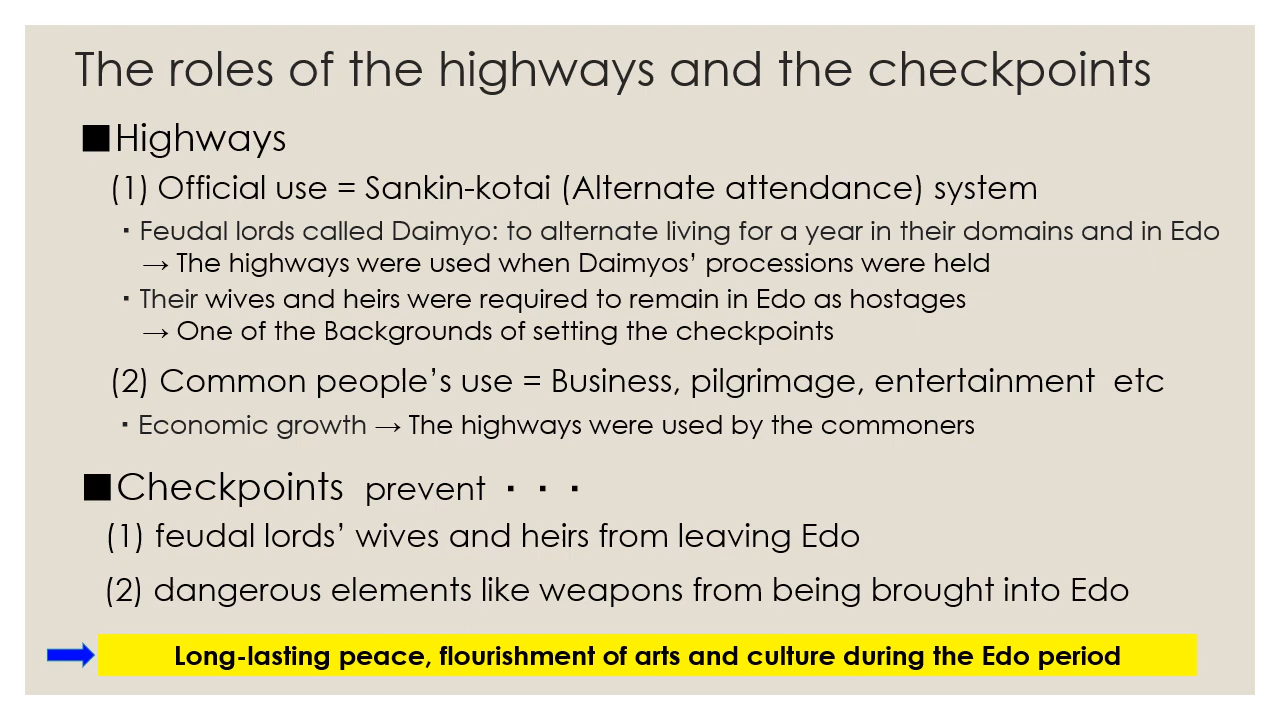 The roles of the highways and the checkpoints
■Highways
(1) Official use = Sankin-kotai (Alternate attendance) system
・Feudal lords called Daimyo: to alternate living for a year in their domains and in Edo
→ The highways were used when Daimyos’ processions were held
・Their wives and heirs were required to remain in Edo as hostages
→ One of the Backgrounds of setting the checkpoints
(2) Common people’s use = Business, pilgrimage, entertainment etc
・Economic growth → The highways were used by the commoners
■Checkpoints prevent ・・・
(1) feudal lords’ wives and heirs from leaving Edo
(2) dangerous elements like weapons from being brought into Edo
Long-lasting peace, flourishment of arts and culture during the Edo period